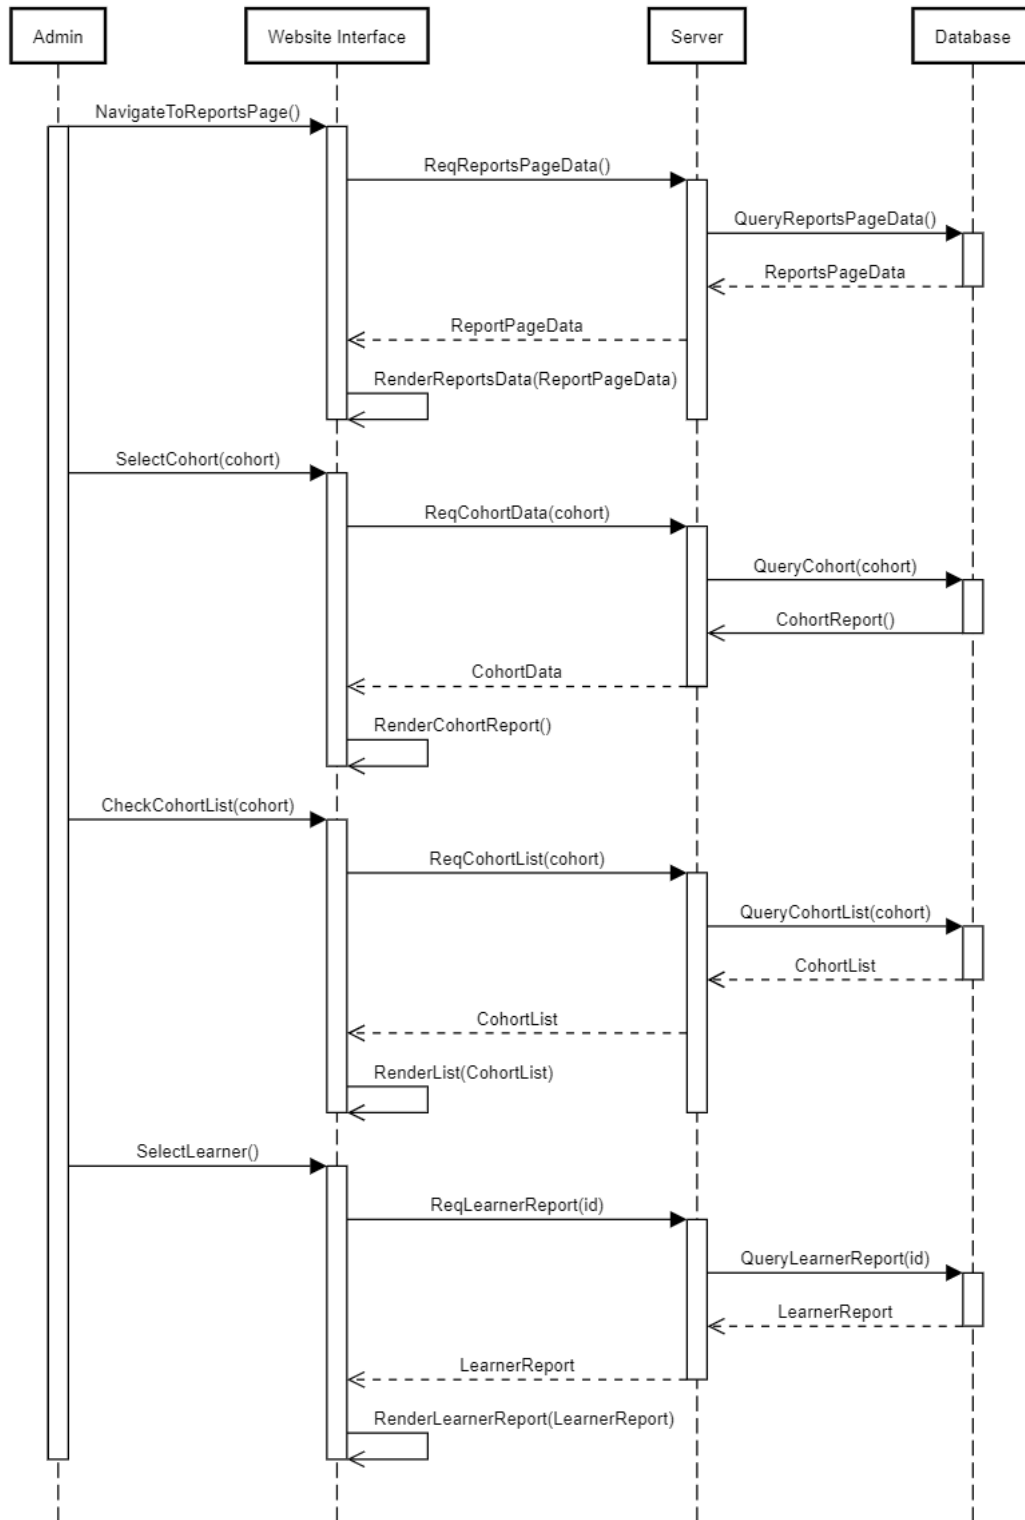 Admin
Website Interface
Server
Database
NavigateToReportsPage()
ReqReportsPageData()
QueryReportsPageData()
ReportsPageData
ReportPageData
RenderReportsData(ReportPageData)
SelectCohort(cohort)
ReqCohortData(cohort)
QueryCohort(cohort)
CohortReport()
CohortData
RenderCohortReport()
CheckCohortList(cohort)
ReqCohortList(cohort)
QueryCohortList(cohort)
CohortList
CohortList
RenderList(CohortList)
SelectLearner()
ReqLearnerReport(id)
QueryLearnerReport(id)
LearnerReport
LearnerReport
RenderLearnerReport(LearnerReport)